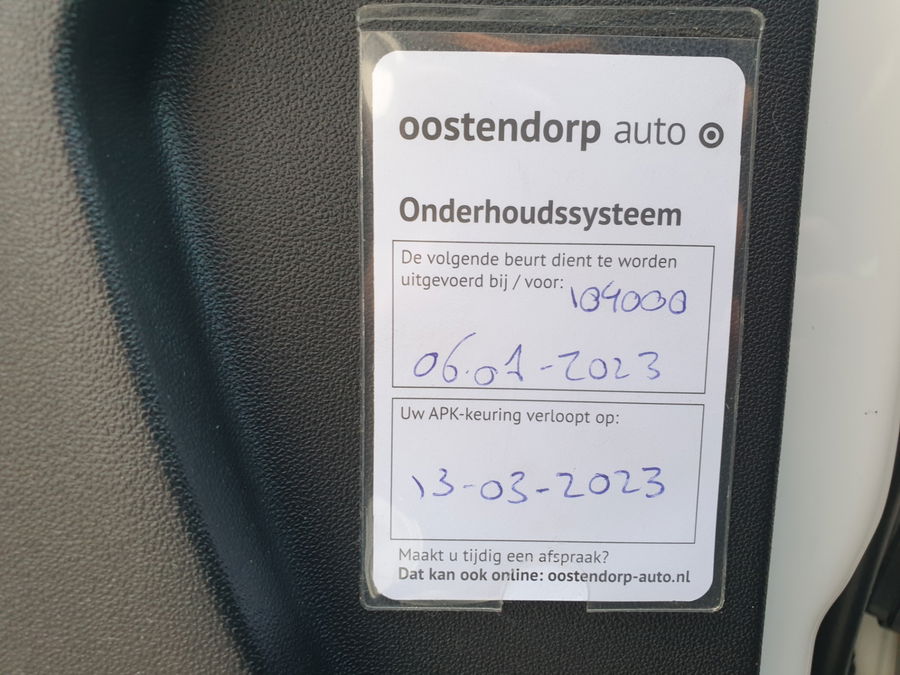 oostendorp auto
Onderhoudssysteem
De volgende beurt dient te worden
uitgevoerd bij / voor:
104000
06.01-2023
Uw APK-keuring verloopt op:
13-03-2023
Maakt u tijdig een afspraak?
Dat kan ook online: oostendorp-auto.nl